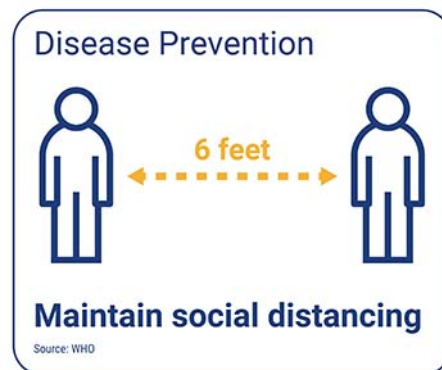 Disease Prevention
6 feet
Maintain social distancing
Source: WHO